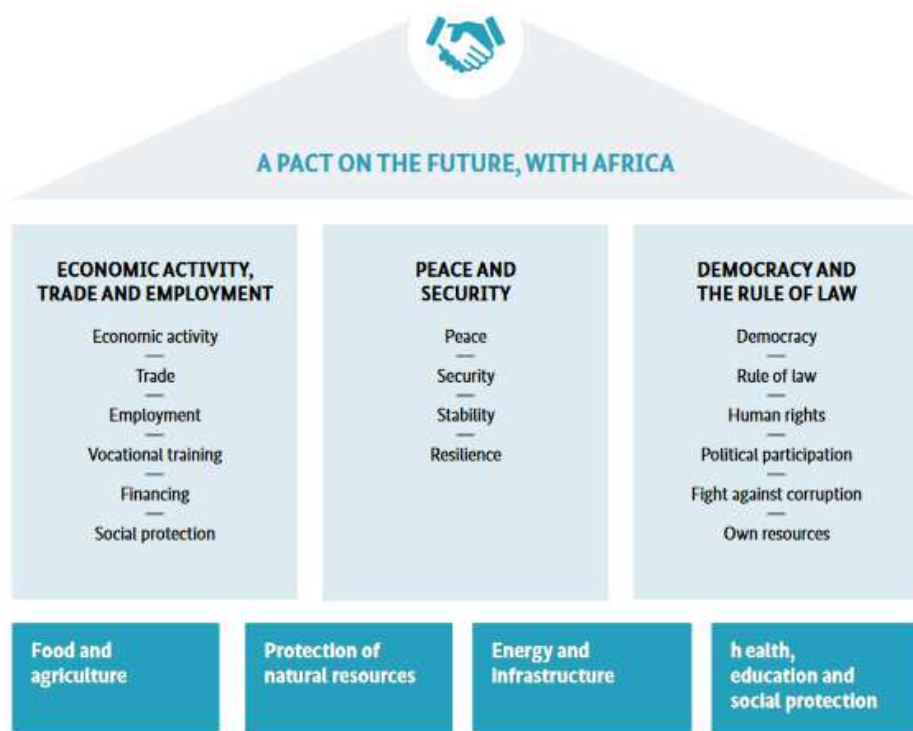 A PACT ON THE FUTURE, WITH AFRICA
ECONOMIC ACTIVITY,
TRADE AND EMPLOYMENT
Economic activity
Trade
Employment
Vocational training
Financing
Social protection
PEACE AND
SECURITY
Peace
Security
Stability
Resilience
DEMOCRACY AND
THE RULE OF LAW
Democracy
Rule of law
Human rights
Political participation
Fight against corruption
Own resources
Food and
agriculture
Protection of
natural resources
Energy and
infrastructure
h ealth,
education and
social protection